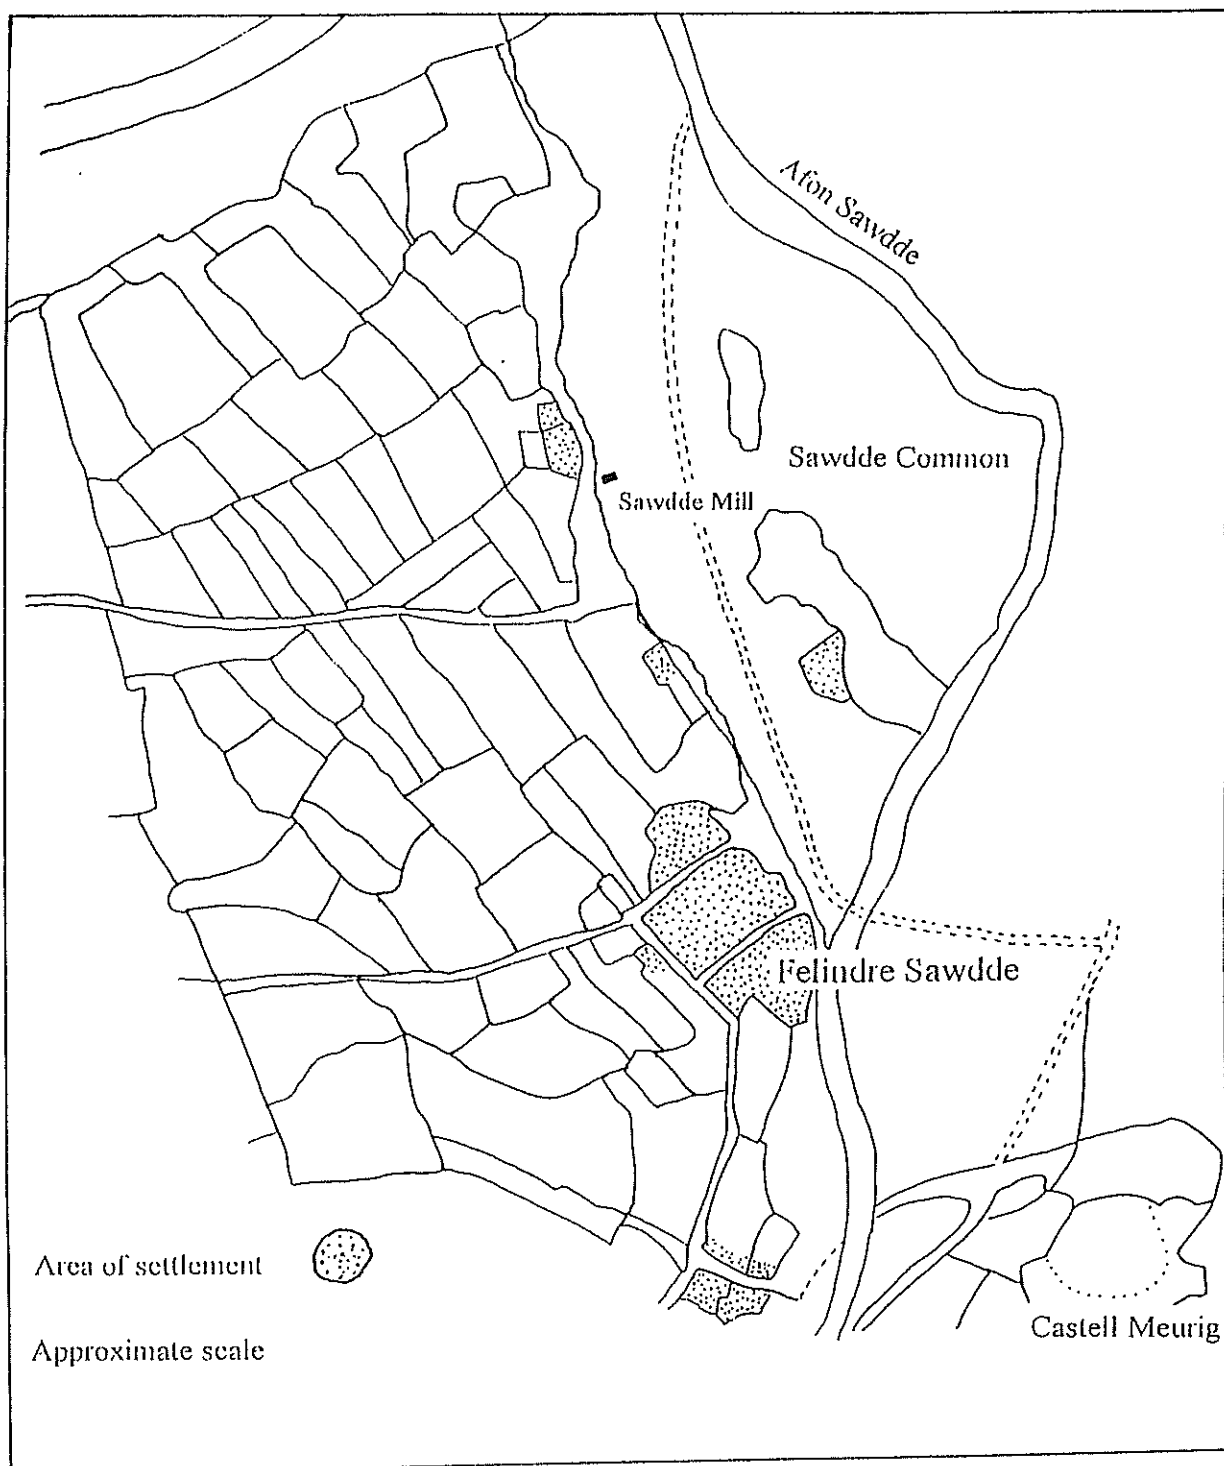 Afon Sawdde
Sawdde Common
Sawdde Mill
Felindre Sawdde
Area of settlement
Castell Meurig
Approximate scale